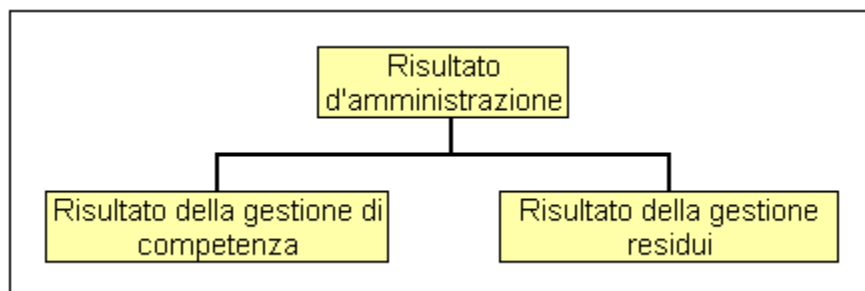 Risultato
d'amministrazione
Risultato della gestione di
competenza
Risultato della gestione
residui